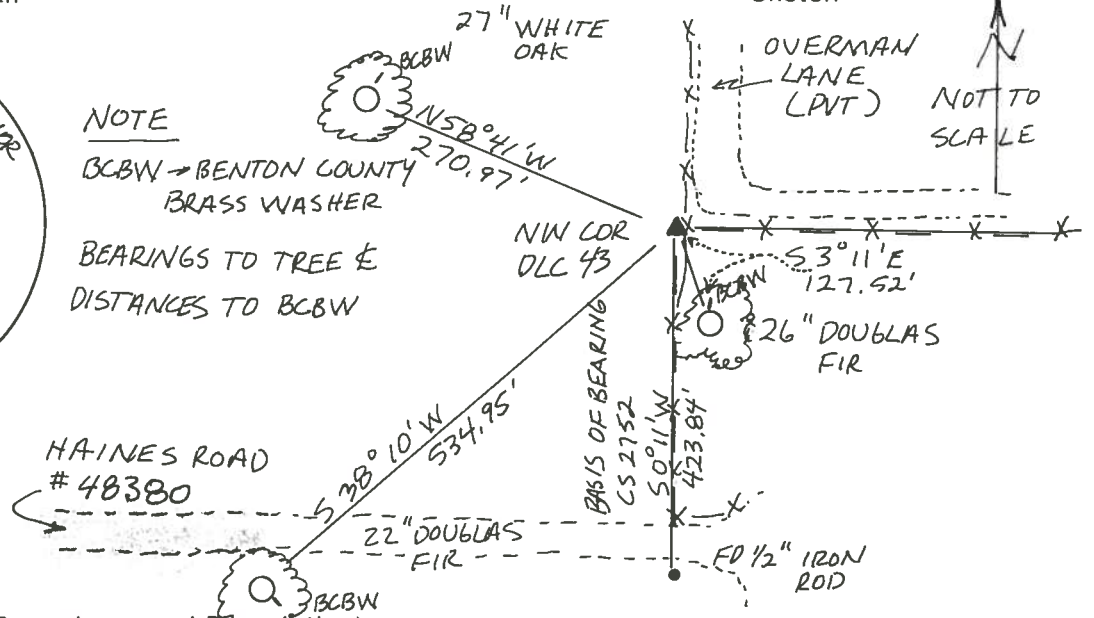 27" WHITE
OAK
BCBW
N58°41'W
270.97'
OVERMAN
LANE
(PVT)
N
NOT TO
SCALE
NOTE
BCBW → BENTON COUNTY
BRASS WASHER
BEARINGS TO TREE &
DISTANCES TO BCBW
NW COR
DLC 43
S 3°11'E
127.52'
BCBW
26" DOUGLAS
FIR
BASIS OF BEARING
CS 2752
S 0°11'W
423.84'
S 38°10'W
534.95'
HAINES ROAD
# 48380
22" DOUGLAS
FIR
BCBW
FD 1/2" IRON
ROD